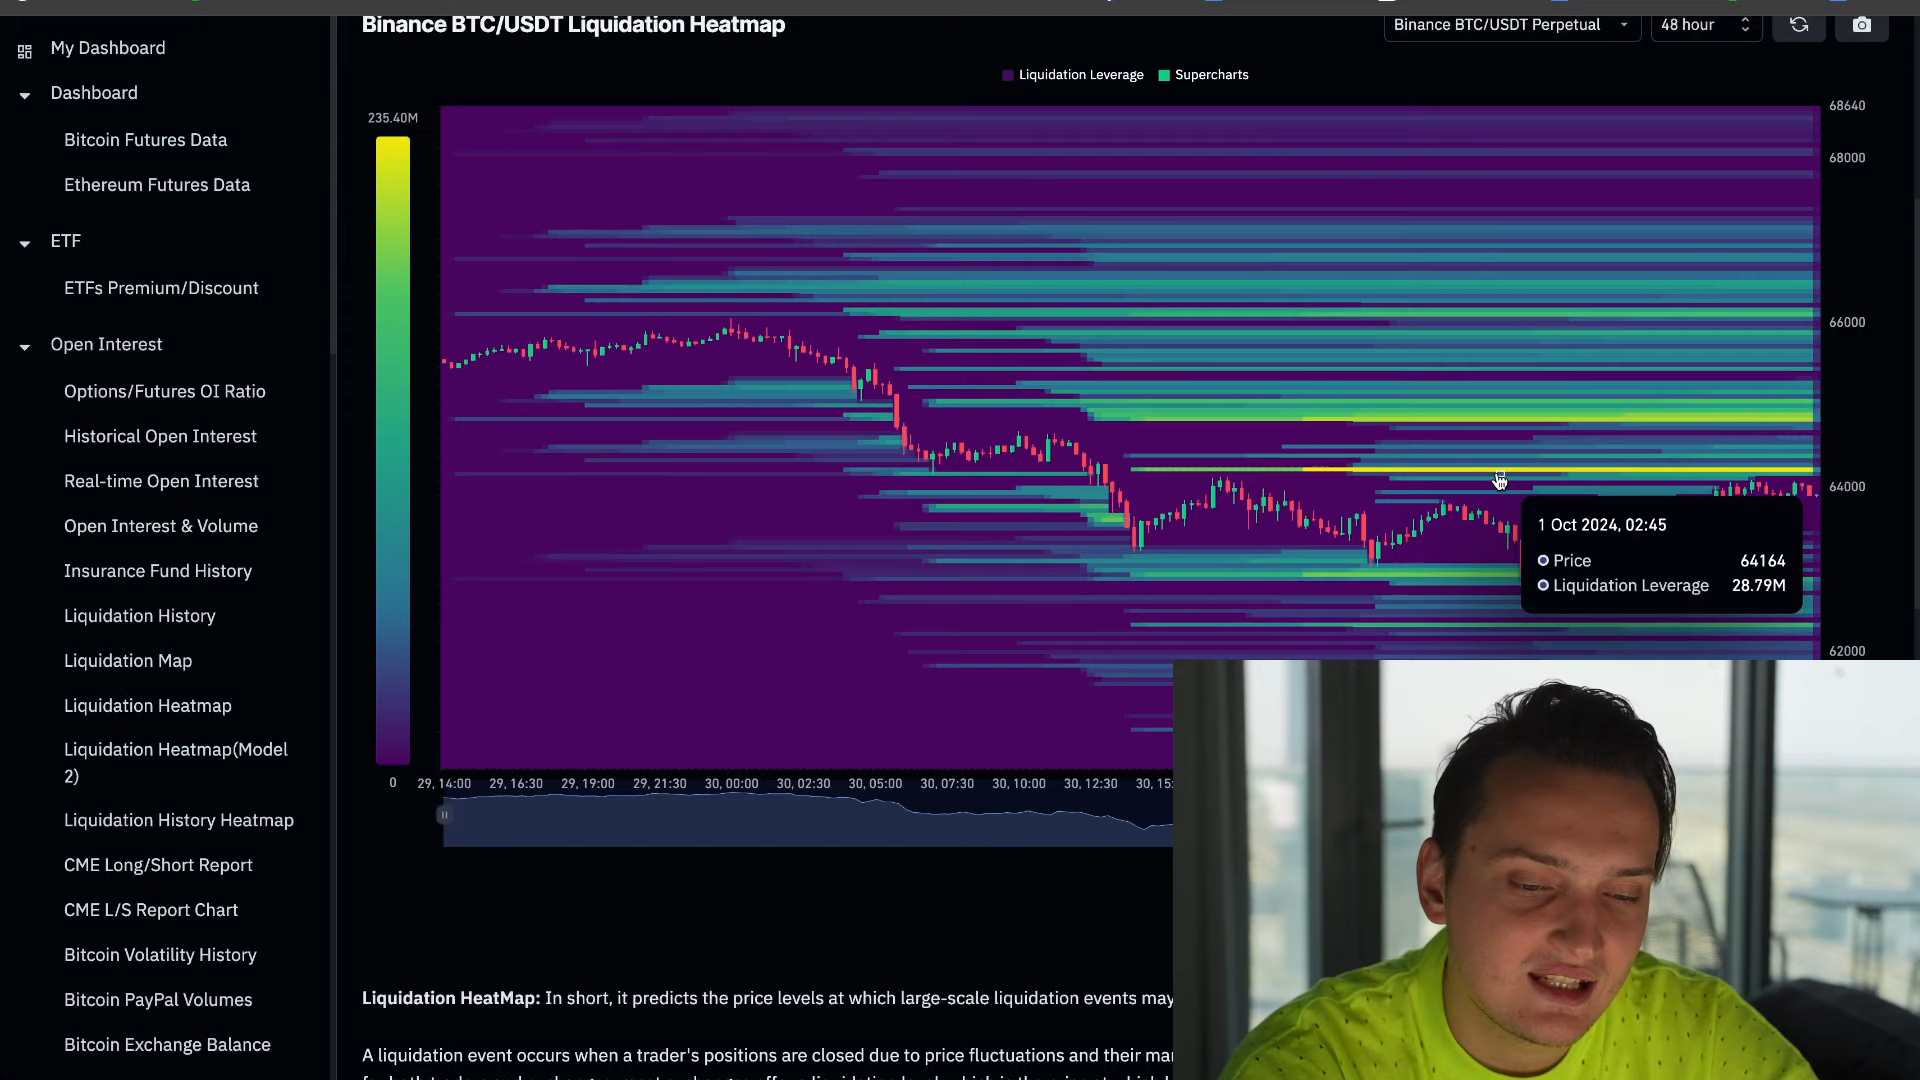 Binance BTC/USDT Liquidation Heatmap
Binance BTC/USDT Perpetual
48 hour
My Dashboard
Dashboard
Bitcoin Futures Data
Ethereum Futures Data
ETF
ETFs Premium/Discount
Open Interest
Options/Futures OI Ratio
Historical Open Interest
Real-time Open Interest
Open Interest & Volume
Insurance Fund History
Liquidation History
Liquidation Map
Liquidation Heatmap
Liquidation Heatmap(Model
2)
Liquidation History Heatmap
CME Long/Short Report
CME L/S Report Chart
Bitcoin Volatility History
Bitcoin PayPal Volumes
Bitcoin Exchange Balance
Liquidation Leverage Supercharts
235.40M
0
68640
68000
66000
64000
62000
1 Oct 2024, 02:45
Price 64164
Liquidation Leverage 28.79M
29, 14:00 29, 16:30 29, 19:00 29, 21:30 30, 00:00 30, 02:30 30, 05:00 30, 07:30 30, 10:00 30, 12:30 30, 15:
Liquidation HeatMap: In short, it predicts the price levels at which large-scale liquidation events may
A liquidation event occurs when a trader's positions are closed due to price fluctuations and their